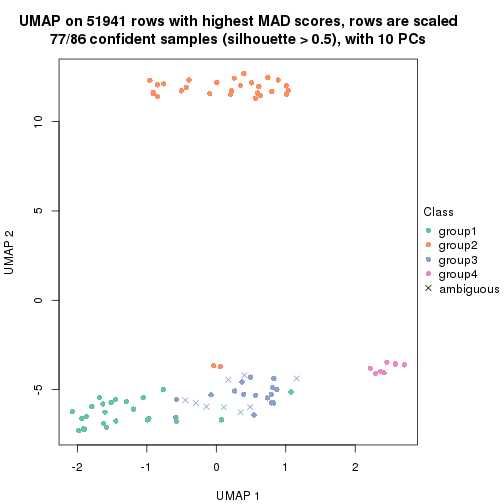 UMAP on 51941 rows with highest MAD scores, rows are scaled
77/86 confident samples (silhouette > 0.5), with 10 PCs
10
5
0
-5
UMAP 2
-2
-1
0
1
2
UMAP 1
Class
group1
group2
group3
group4
ambiguous